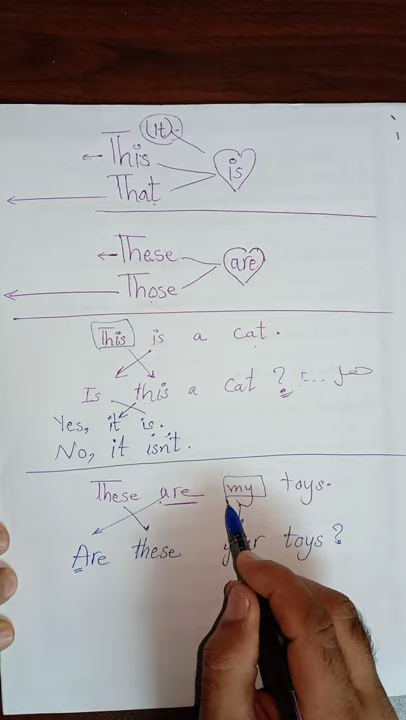 (It).
This
is
That
These
are
Those
This is a cat.
Is this a cat ?
Yes, it is.
No, it isn't.
These are my toys.
Are these your toys?